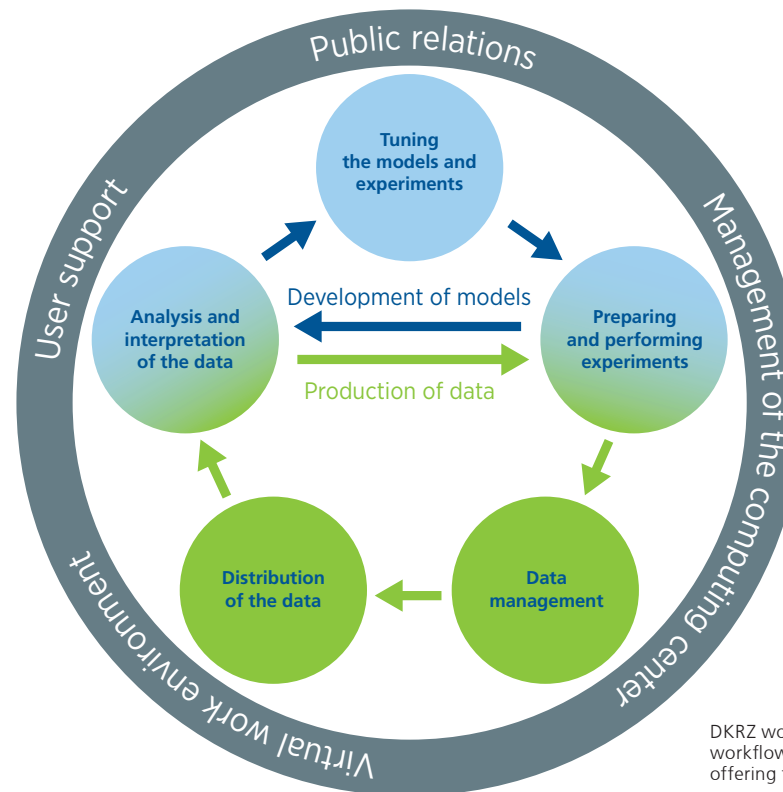 Public relations
Tuning
the models and
experiments
User support
Management of the computing center
Analysis and
interpretation
of the data
Development of models
Preparing
and performing
experiments
Production of data
Distribution
of the data
Data
management
Virtual work environment
DKRZ
workflow
offering